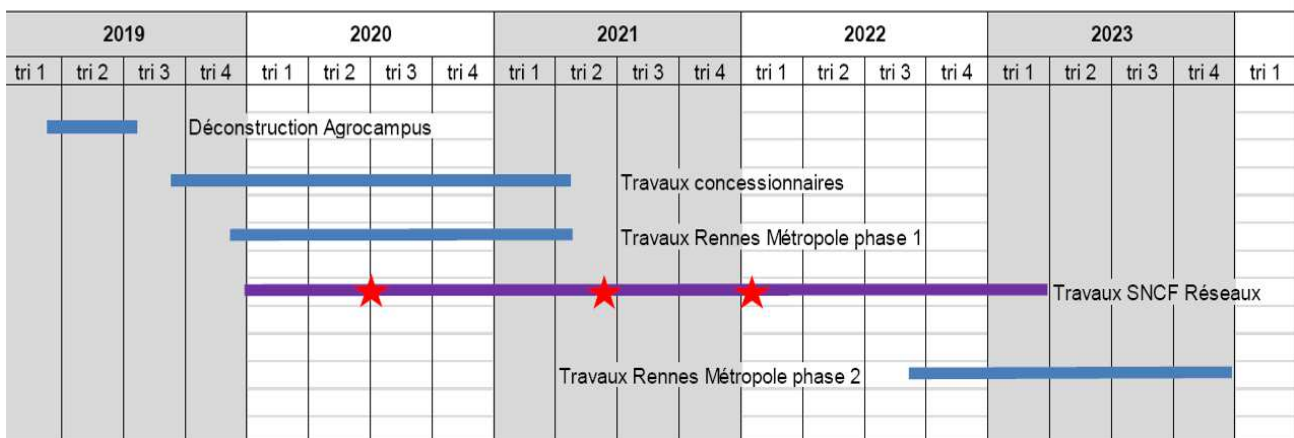 2019 2020 2021 2022 2023
tri 1 tri 2 tri 3 tri 4 tri 1 tri 2 tri 3 tri 4 tri 1 tri 2 tri 3 tri 4 tri 1 tri 2 tri 3 tri 4 tri 1 tri 2 tri 3 tri 4 tri 1
Déconstruction Agrocampus
Travaux concessionnaires
Travaux Rennes Métropole phase 1
Travaux SNCF Réseaux
Travaux Rennes Métropole phase 2